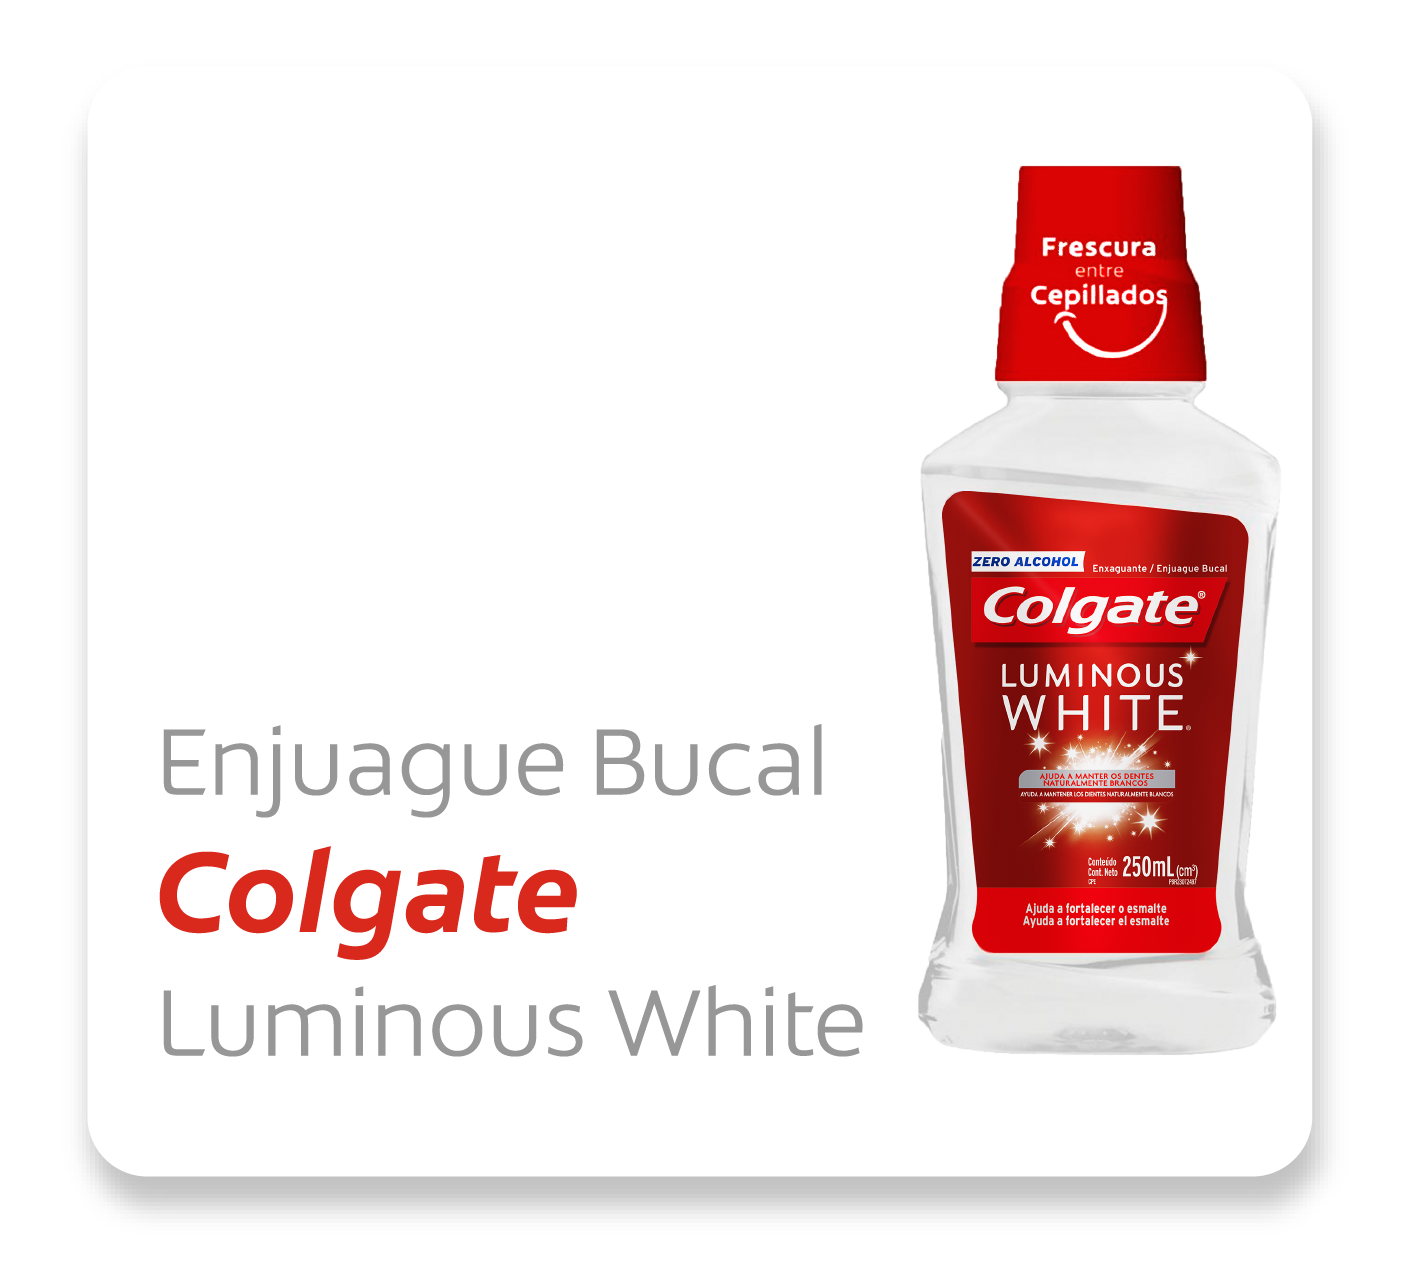 Frescura
entre
Cepillados
ZERO ALCOHOL
Enxaguante / Enjuague Bucal
Colgate®
LUMINOUS
WHITE®
AJUDA A MANTER OS DENTES
NATURALMENTE BRANCOS
AYUDA A MANTENER LOS DIENTES NATURALMENTE BLANCOS
Conteúdo
Cont. Neto 250mL (cm³)
CPE
Ajuda a fortalecer o esmalte
Ayuda a fortalecer el esmalte
Enjuague Bucal
Colgate
Luminous White